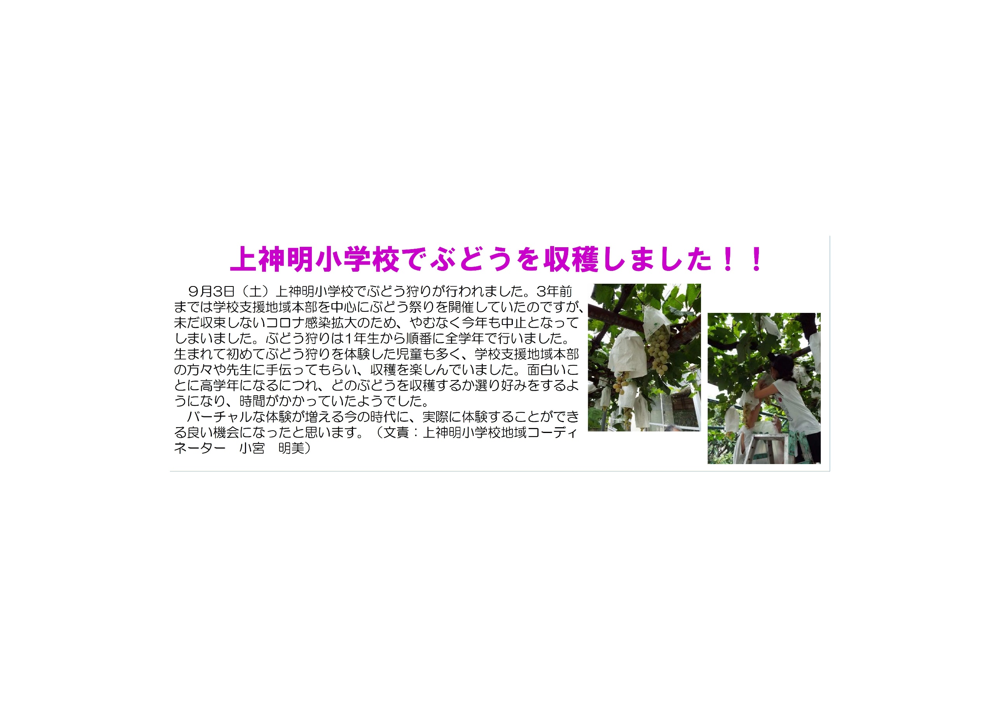 上神明小学校でぶどうを収穫しました！！
　９月３日（土）上神明小学校でぶどう狩りが行われました。３年前
までは学校支援地域本部を中心にぶどう祭りを開催していたのですが、
未だ収束しないコロナ感染拡大のため、やむなく今年も中止となって
しまいました。ぶどう狩りは１年生から順番に全学年で行いました。
生まれて初めてぶどう狩りを体験した児童も多く、学校支援地域本部
の方々や先生に手伝ってもらい、収穫を楽しんでいました。面白いこ
とに高学年になるにつれ、どのぶどうを収穫するか選り好みをするよ
うになり、時間がかかっていたようでした。
　バーチャルな体験が増える今の時代に、実際に体験することができ
る良い機会になったと思います。（文責：上神明小学校地域コーディ
ネーター　小宮　明美）